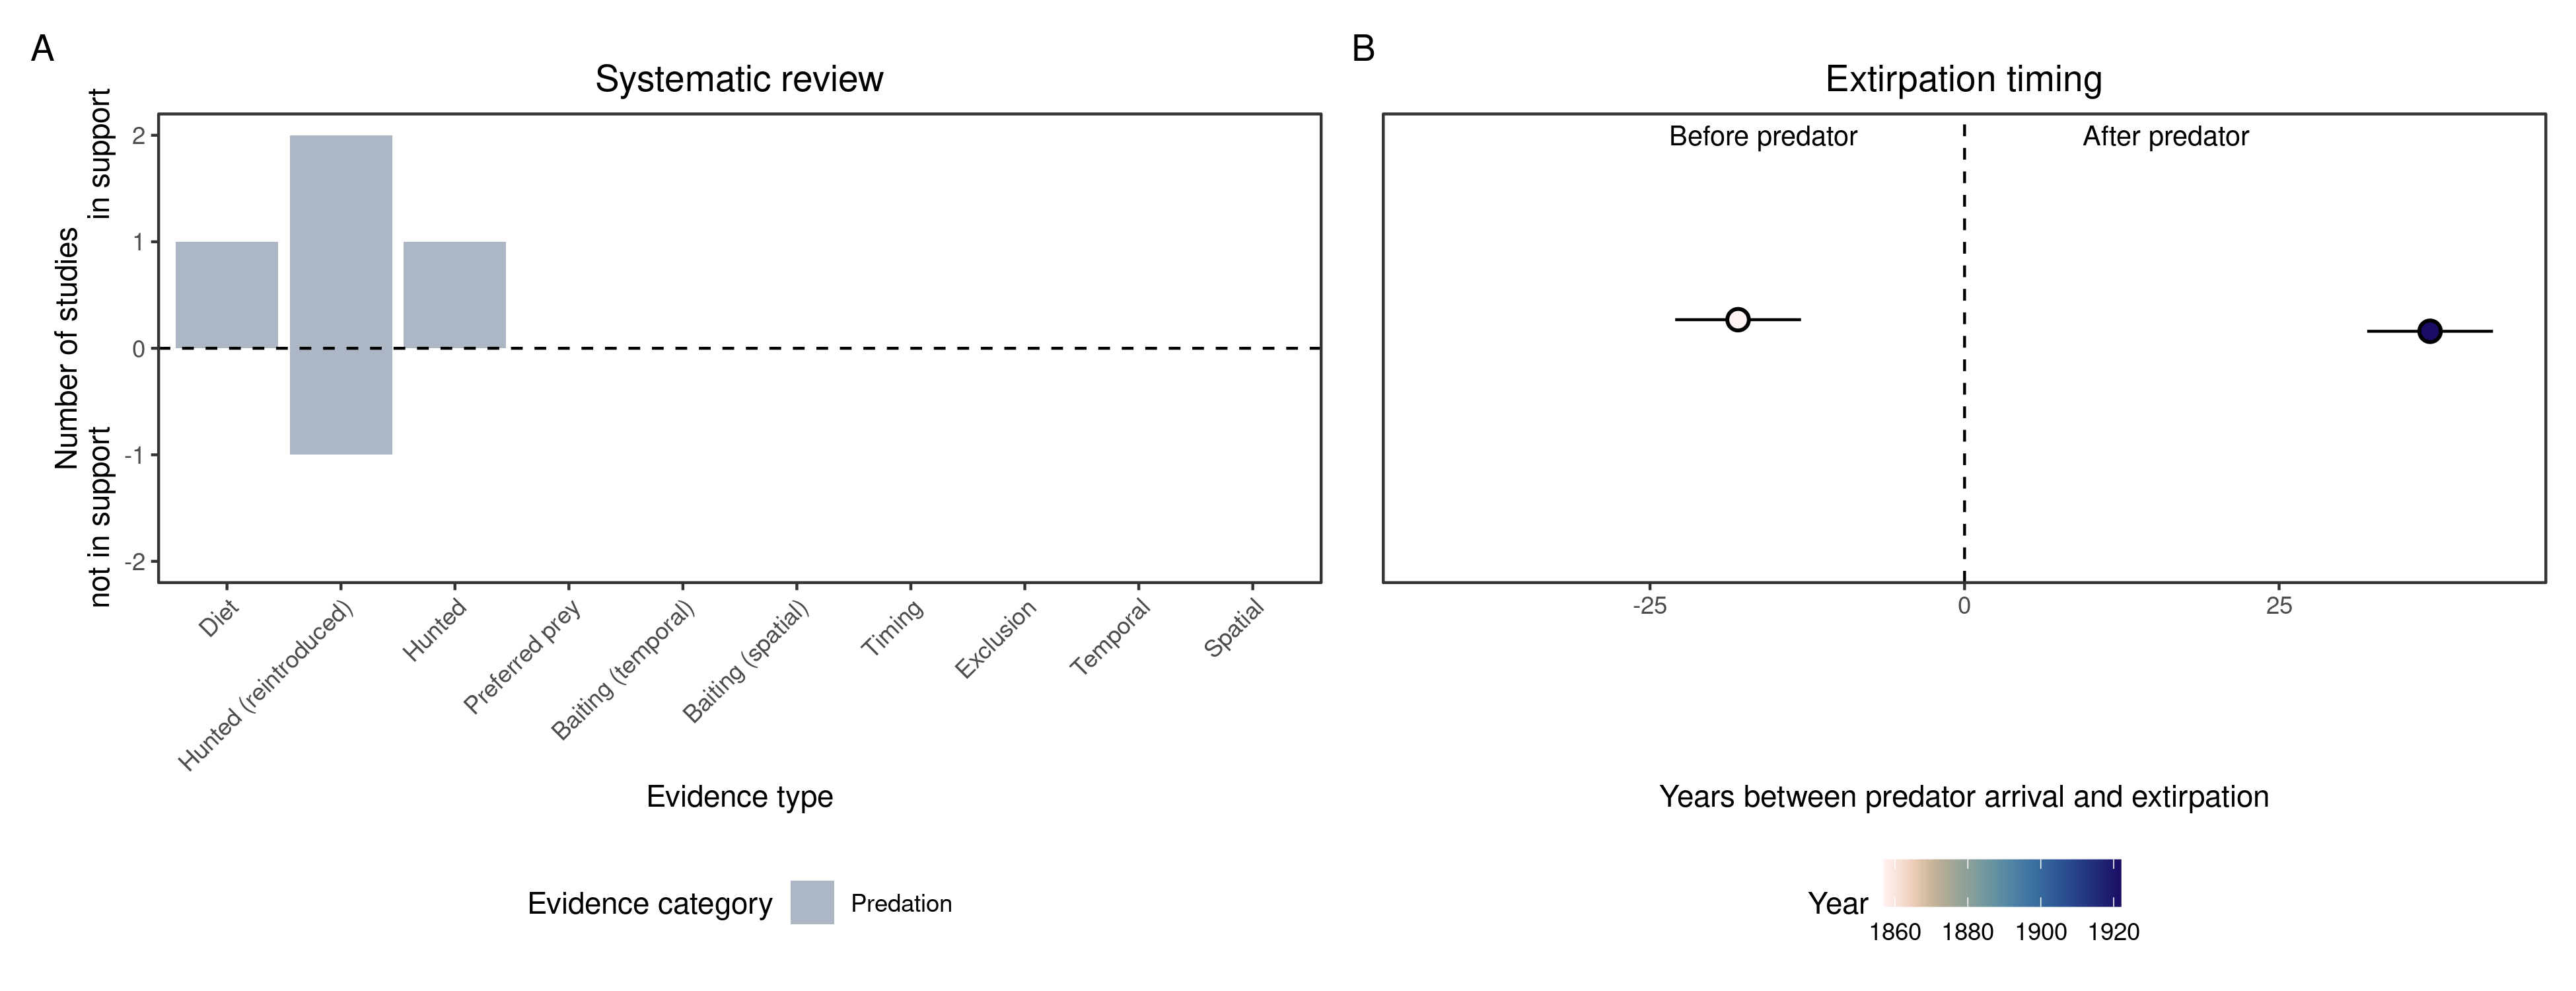 A
Systematic review
Number of studies
not in support in support
2
1
0
-1
-2
Diet
Hunted (reintroduced)
Hunted
Preferred prey
Baiting (temporal)
Baiting (spatial)
Timing
Exclusion
Temporal
Spatial
Evidence type
Evidence category Predation
B
Extirpation timing
Before predator After predator
-25 0 25
Years between predator arrival and extirpation
Year
1860 1880 1900 1920